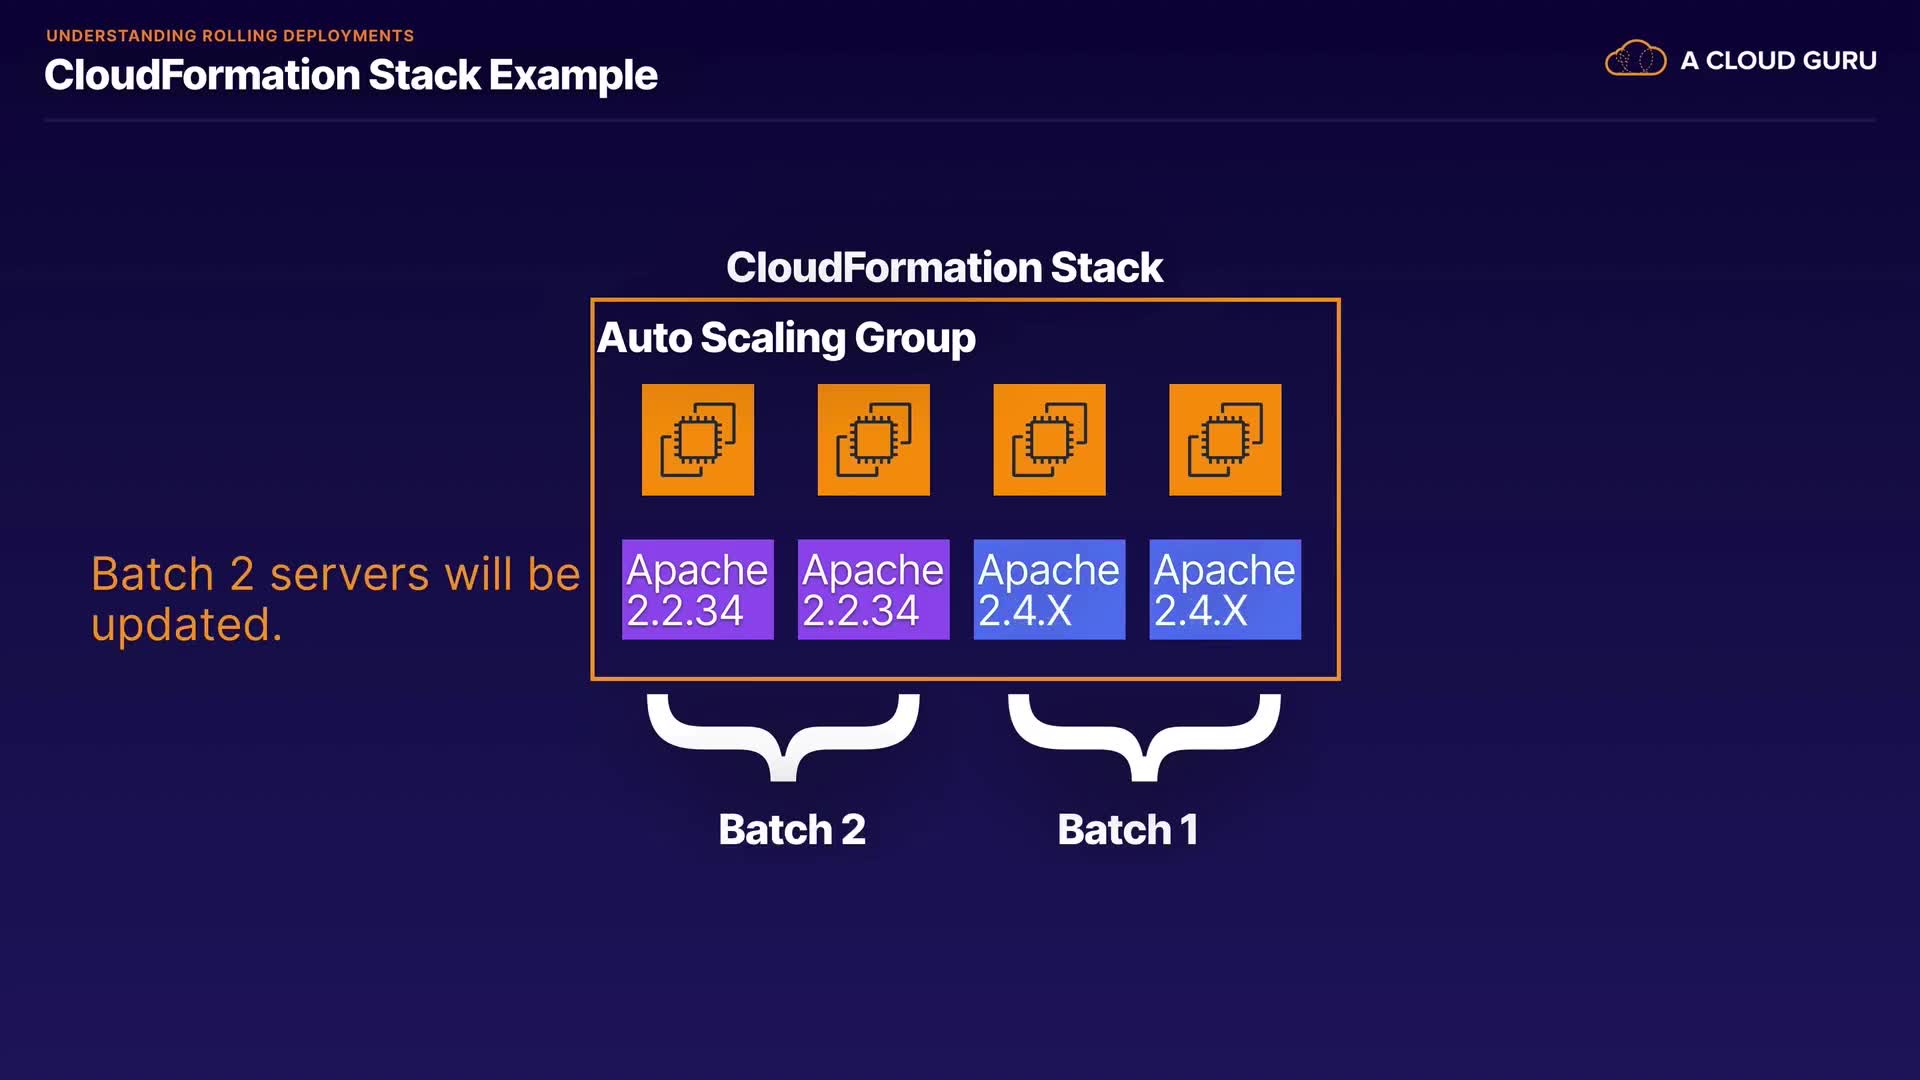 UNDERSTANDING ROLLING DEPLOYMENTS
CloudFormation Stack Example
A CLOUD GURU
CloudFormation Stack
Auto Scaling Group
Batch 2 servers will be
updated.
Apache
2.2.34
Apache
2.2.34
Apache
2.4.X
Apache
2.4.X
Batch 2
Batch 1